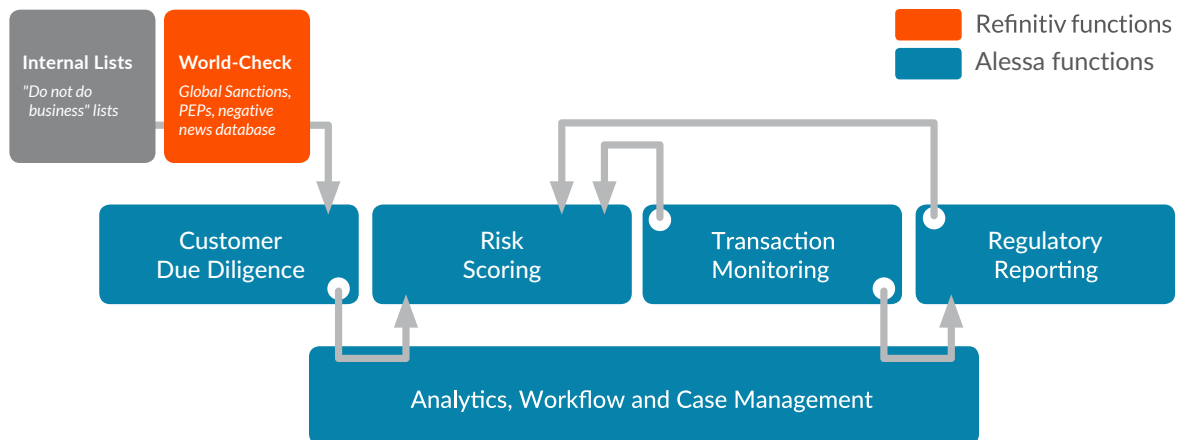 Internal Lists
"Do not do
business" lists
World-Check
Global Sanctions,
PEPs, negative
news database
Refinitiv functions
Alessa functions
Customer
Due Diligence
Risk
Scoring
Transaction
Monitoring
Regulatory
Reporting
Analytics, Workflow and Case Management